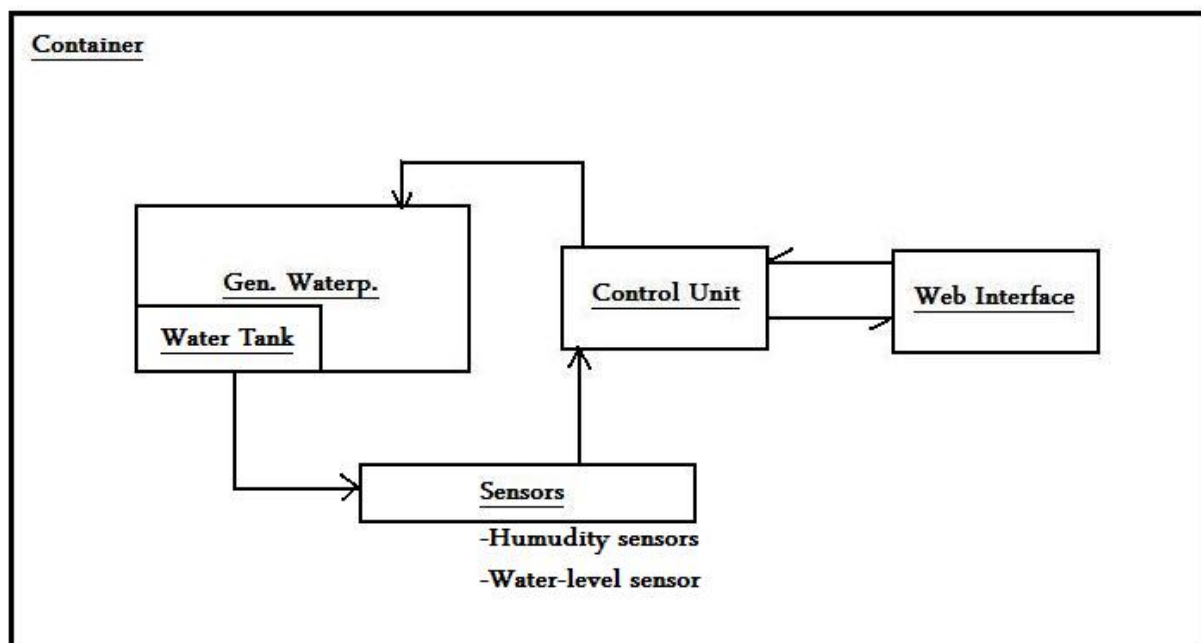 Container
Gen. Waterp.
Control Unit
Web Interface
Water Tank
Sensors
-Humudity sensors
-Water-level sensor